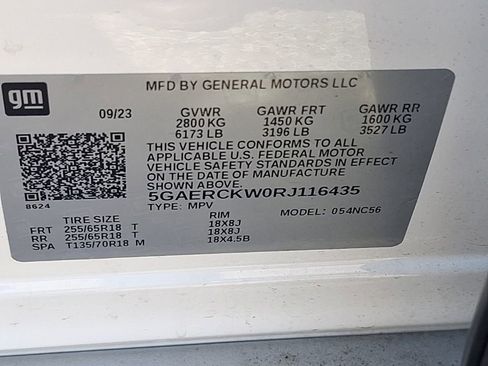 gm
MFD BY GENERAL MOTORS LLC
09/23 GVWR GAWR FRT GAWR RR
2800 KG 1450 KG 1600 KG
6173 LB 3196 LB 3527 LB
THIS VEHICLE CONFORMS TO ALL
APPLICABLE U.S. FEDERAL MOTOR
VEHICLE SAFETY STANDARDS IN EFFECT
ON THE DATE OF MANUFACTURE
SHOWN ABOVE.
5GAERCKW0RJ116435
8624 TYPE: MPV MODEL: 054NC56
TIRE SIZE RIM
FRT 255/65R18 T 18X8J
RR 255/65R18 T 18X8J
SPA T135/70R18 M 18X4.5B